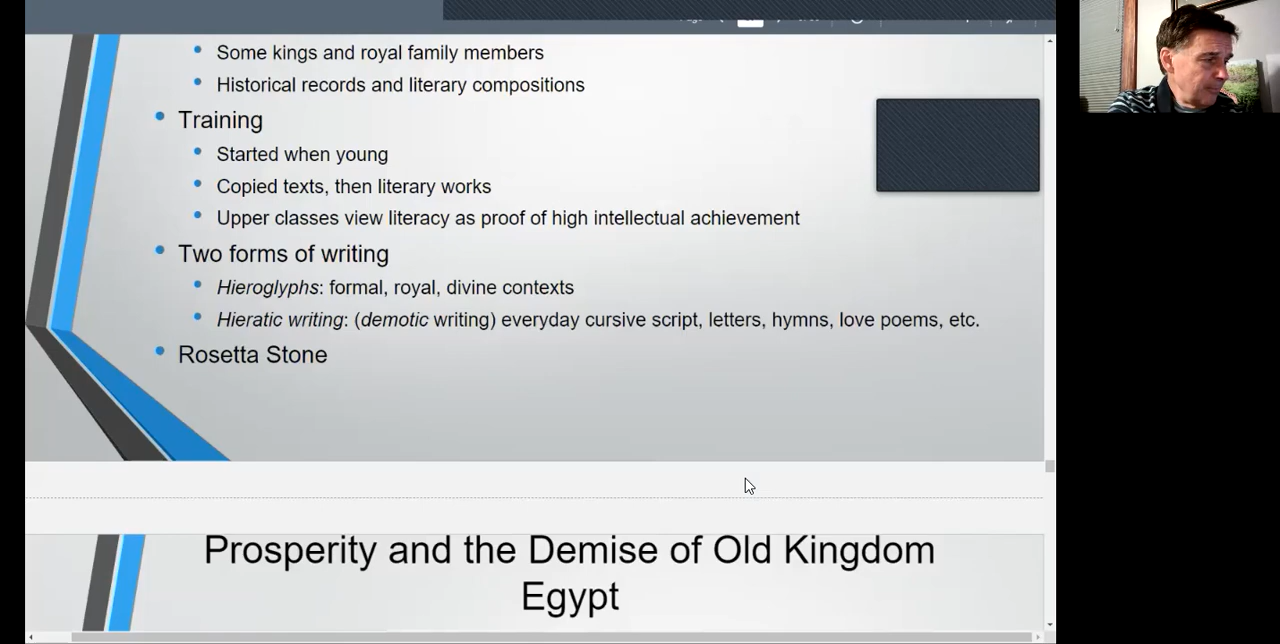 Some kings and royal family members
Historical records and literary compositions
Training
Started when young
Copied texts, then literary works
Upper classes view literacy as proof of high intellectual achievement
Two forms of writing
Hieroglyphs: formal, royal, divine contexts
Hieratic writing: (demotic writing) everyday cursive script, letters, hymns, love poems, etc.
Rosetta Stone
Prosperity and the Demise of Old Kingdom
Egypt